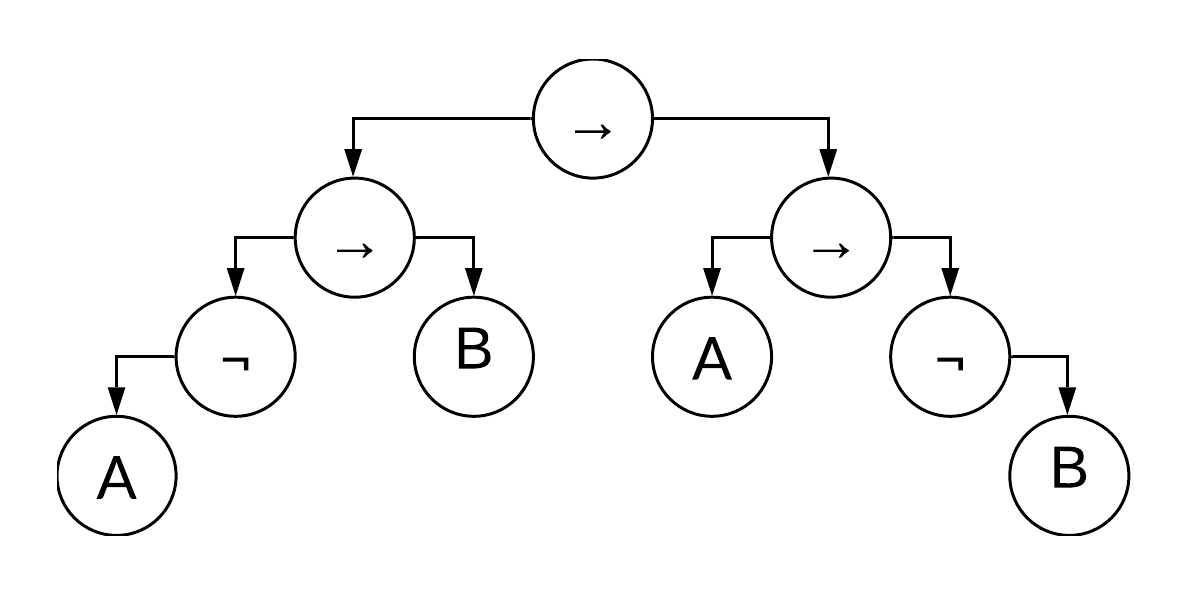 →
→ →
¬ B A ¬
A B